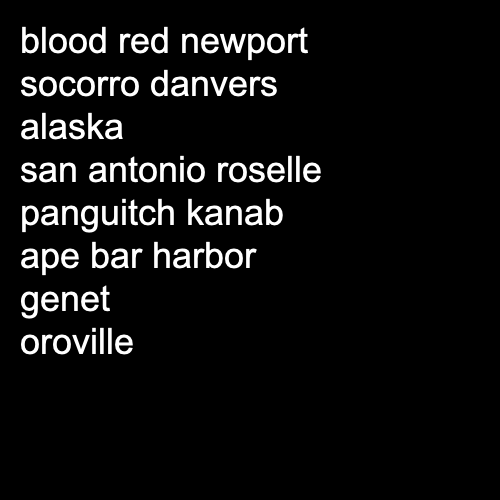 blood red newport
socorro danvers
alaska
san antonio roselle
panguitch kanab
ape bar harbor
genet
oroville